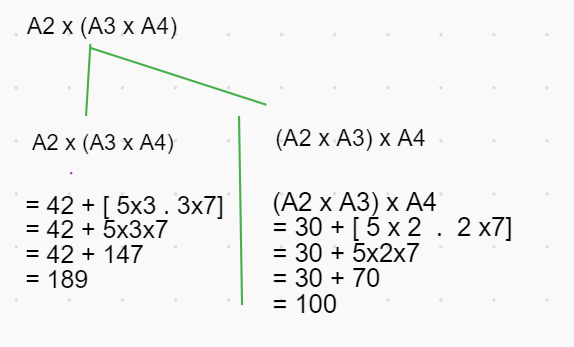 A2 x (A3 x A4)
A2 x (A3 x A4)
= 42 + [ 5x3 . 3x7]
= 42 + 5x3x7
= 42 + 147
= 189
(A2 x A3) x A4
(A2 x A3) x A4
= 30 + [ 5 x 2 . 2 x7]
= 30 + 5x2x7
= 30 + 70
= 100